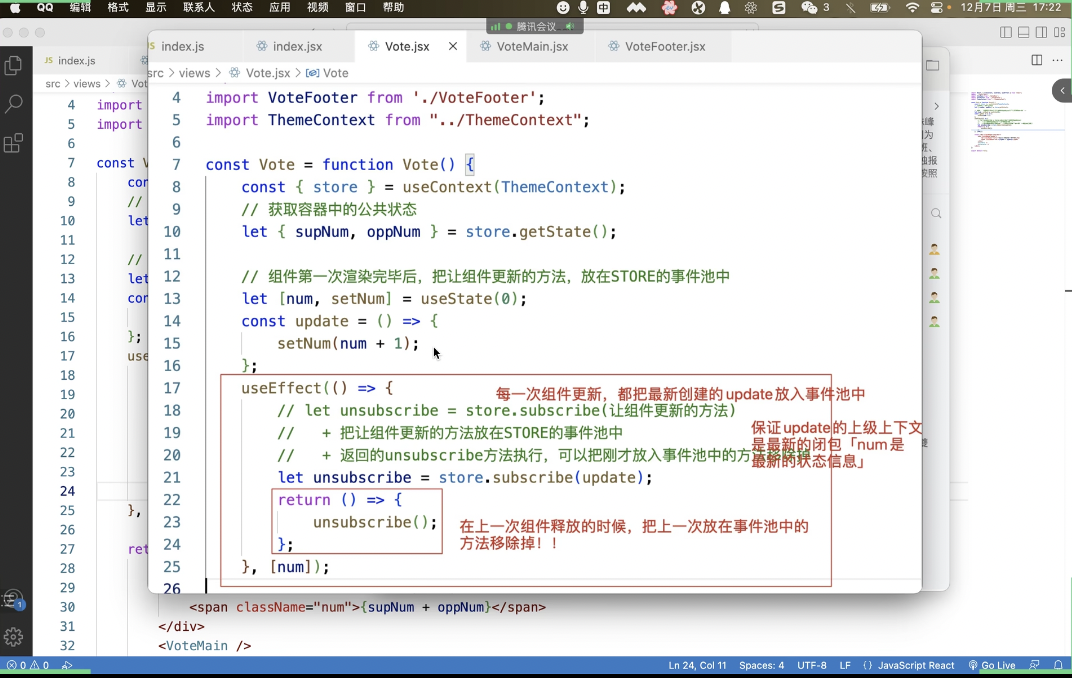 QQ 编辑 格式 显示 联系人 状态 应用 视频 窗口 帮助 3 12月7日 周三 17:22
腾讯会议
JS index.js
JS index.js index.jsx Vote.jsx VoteMain.jsx VoteFooter.jsx
src > views > Vot
src > views > Vote.jsx > Vote
4 import
5 import
6
7 const V
8 con
9 //
10 let
11
12 //
13 let
14 con
15
16 };
17 use
18
19
20
21
22
23
24
25 },
26
27 ret
28
29
4 import VoteFooter from './VoteFooter';
5 import ThemeContext from "../ThemeContext";
6
7 const Vote = function Vote() {
8 const { store } = useContext(ThemeContext);
9 // 获取容器中的公共状态
10 let { supNum, oppNum } = store.getState();
11
12 // 组件第一次渲染完毕后，把让组件更新的方法，放在STORE的事件池中
13 let [num, setNum] = useState(0);
14 const update = () => {
15 setNum(num + 1);
16 };
17 useEffect(() => {
每一次组件更新，都把最新创建的update放入事件池中
18 // let unsubscribe = store.subscribe(让组件更新的方法)
19 // + 把让组件更新的方法放在STORE的事件池中
20 // + 返回的unsubscribe方法执行，可以把刚才放入事件池中的方法移除掉
保证update的上级上下文
是最新的闭包「num是
最新的状态信息」
21 let unsubscribe = store.subscribe(update);
22 return () => {
23 unsubscribe();
24 };
在上一次组件释放的时候，把上一次放在事件池中的
方法移除掉！！
25 }, [num]);
26
30 <span className="num">{supNum + oppNum}</span>
31 </div>
32 <VoteMain />
1
0 0 Ln 24, Col 11 Spaces: 4 UTF-8 LF {} JavaScript React Go Live